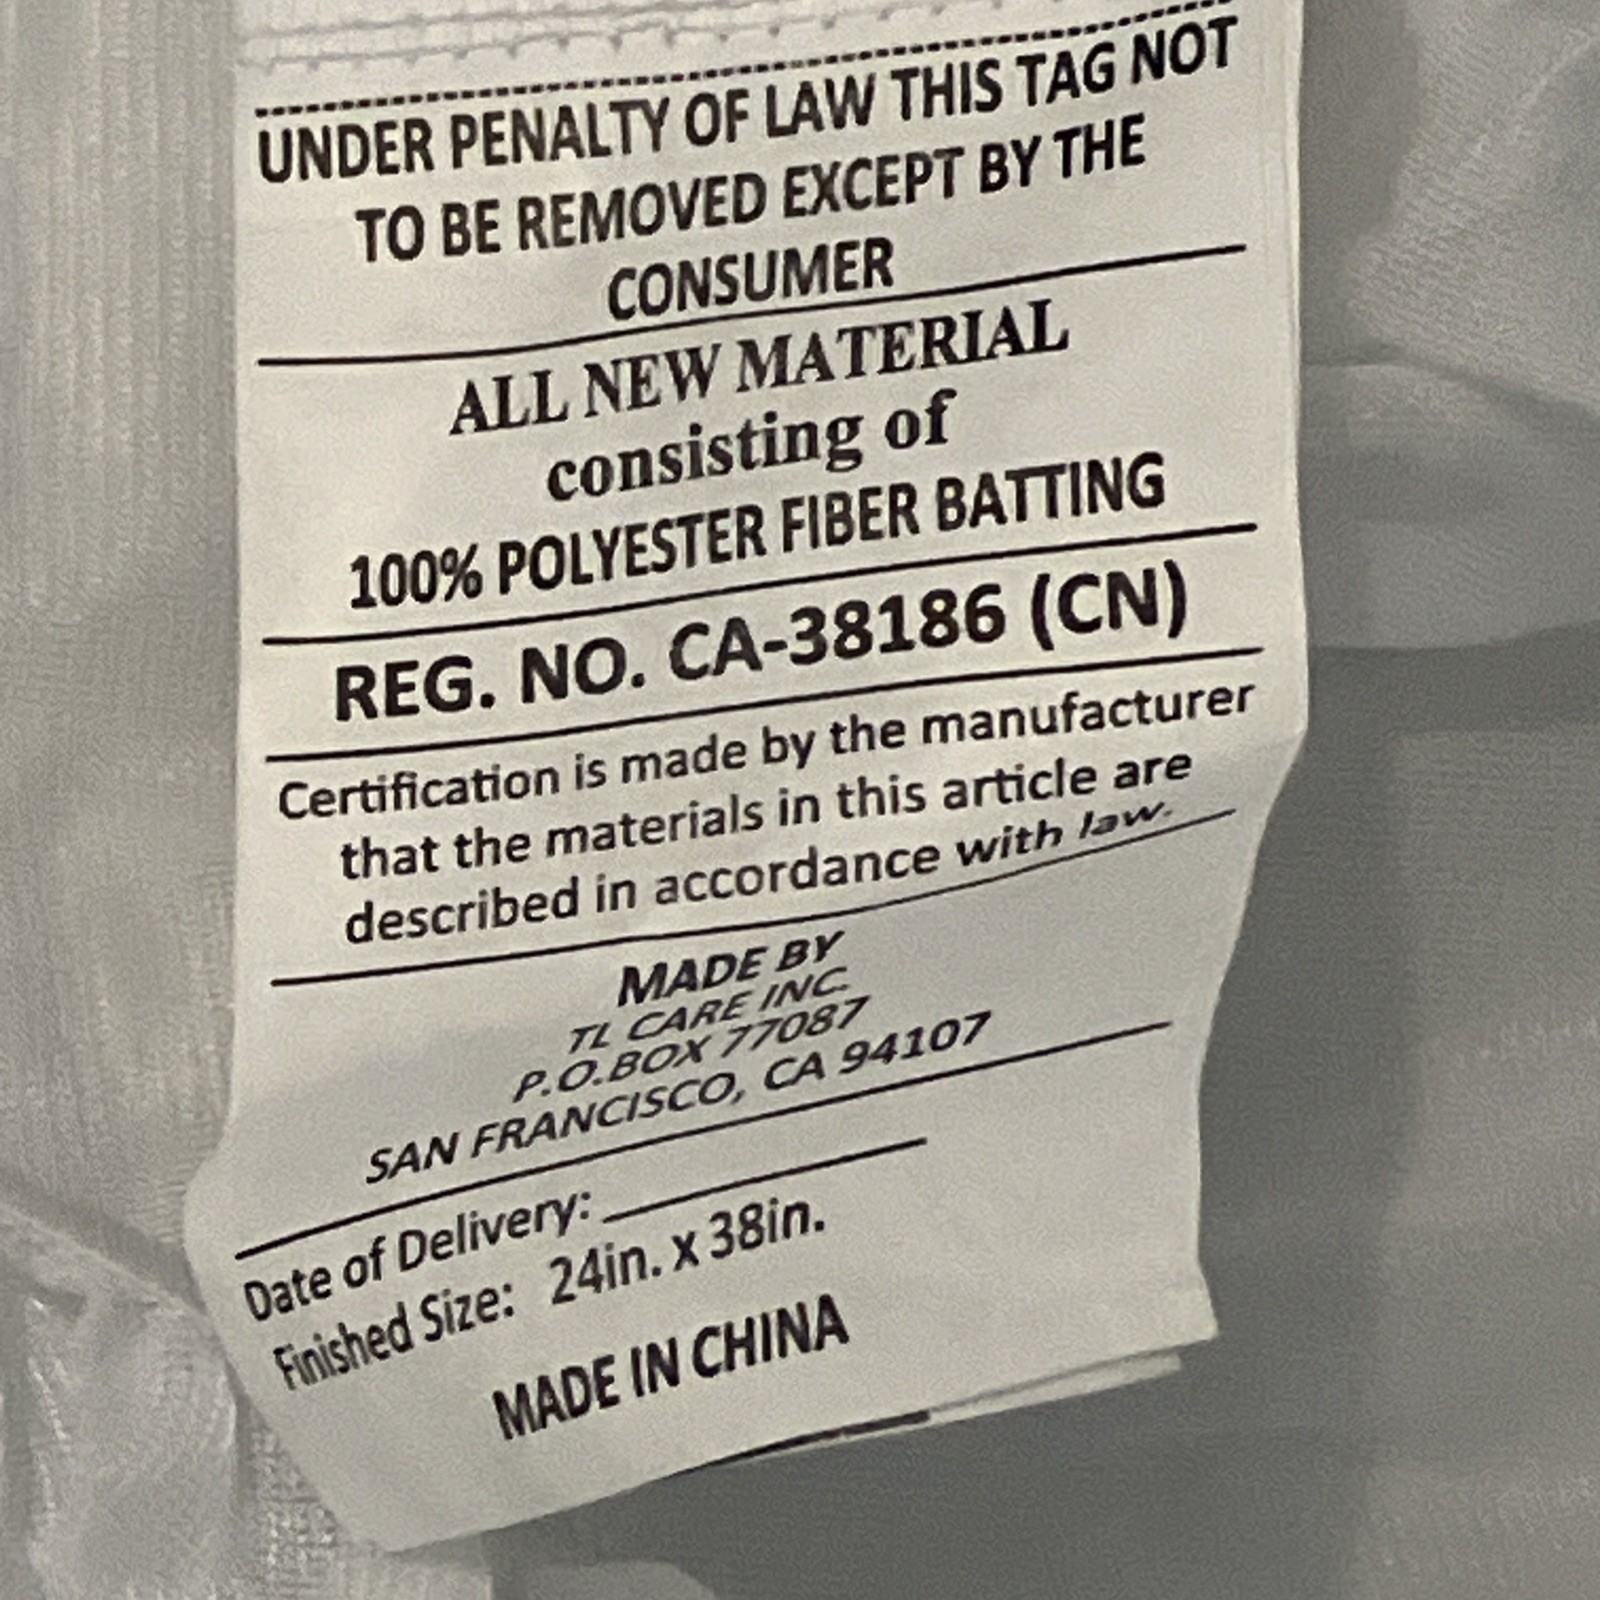 UNDER PENALTY OF LAW THIS TAG NOT
TO BE REMOVED EXCEPT BY THE
CONSUMER
ALL NEW MATERIAL
consisting of
100% POLYESTER FIBER BATTING
REG. NO. CA-38186 (CN)
Certification is made by the manufacturer
that the materials in this article are
described in accordance with law.
MADE BY
TL CARE INC.
P.O.BOX 77087
SAN FRANCISCO, CA 94107
Date of Delivery:
Finished Size: 24in. x 38in.
MADE IN CHINA